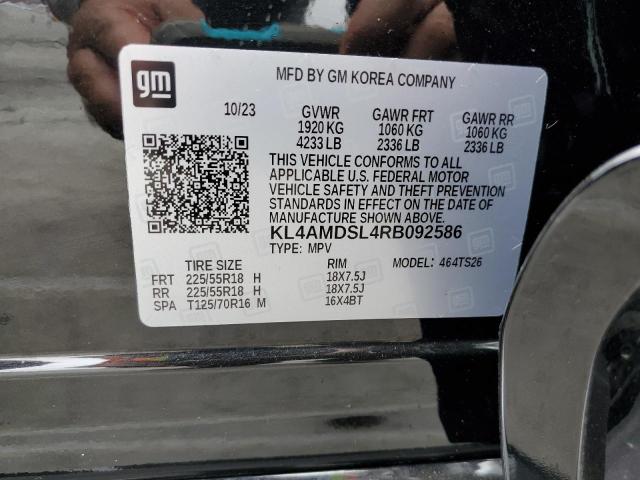 gm
MFD BY GM KOREA COMPANY
10/23 GVWR GAWR FRT GAWR RR
1920 KG 1060 KG 1060 KG
4233 LB 2336 LB 2336 LB
THIS VEHICLE CONFORMS TO ALL
APPLICABLE U.S. FEDERAL MOTOR
VEHICLE SAFETY AND THEFT PREVENTION
STANDARDS IN EFFECT ON THE DATE OF
MANUFACTURE SHOWN ABOVE.
KL4AMDSL4RB092586
TYPE: MPV
TIRE SIZE RIM MODEL: 464TS26
FRT 225/55R18 H 18X7.5J
RR 225/55R18 H 18X7.5J
SPA T125/70R16 M 16X4BT